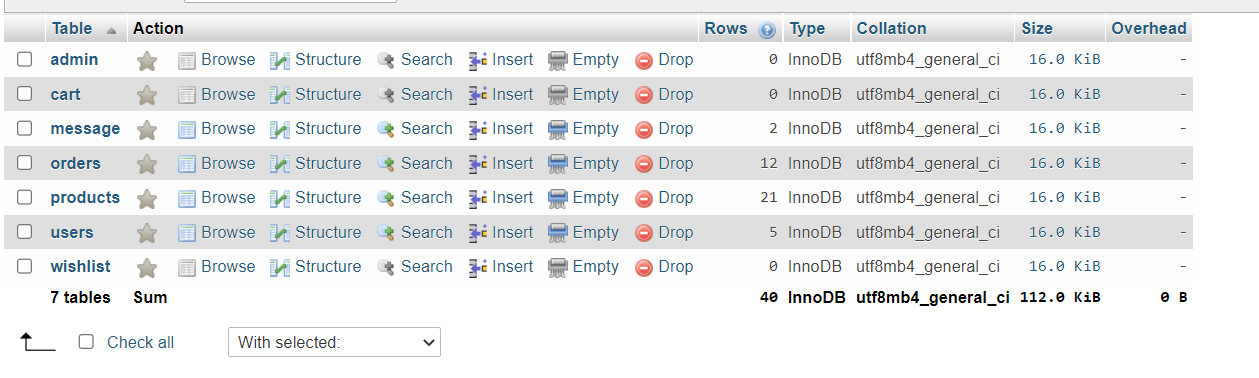 Table Action Rows Type Collation Size Overhead
admin Browse Structure Search Insert Empty Drop 0 InnoDB utf8mb4_general_ci 16.0 KiB -
cart Browse Structure Search Insert Empty Drop 0 InnoDB utf8mb4_general_ci 16.0 KiB -
message Browse Structure Search Insert Empty Drop 2 InnoDB utf8mb4_general_ci 16.0 KiB -
orders Browse Structure Search Insert Empty Drop 12 InnoDB utf8mb4_general_ci 16.0 KiB -
products Browse Structure Search Insert Empty Drop 21 InnoDB utf8mb4_general_ci 16.0 KiB -
users Browse Structure Search Insert Empty Drop 5 InnoDB utf8mb4_general_ci 16.0 KiB -
wishlist Browse Structure Search Insert Empty Drop 0 InnoDB utf8mb4_general_ci 16.0 KiB -
7 tables Sum 40 InnoDB utf8mb4_general_ci 112.0 KiB 0 B
Check all With selected: